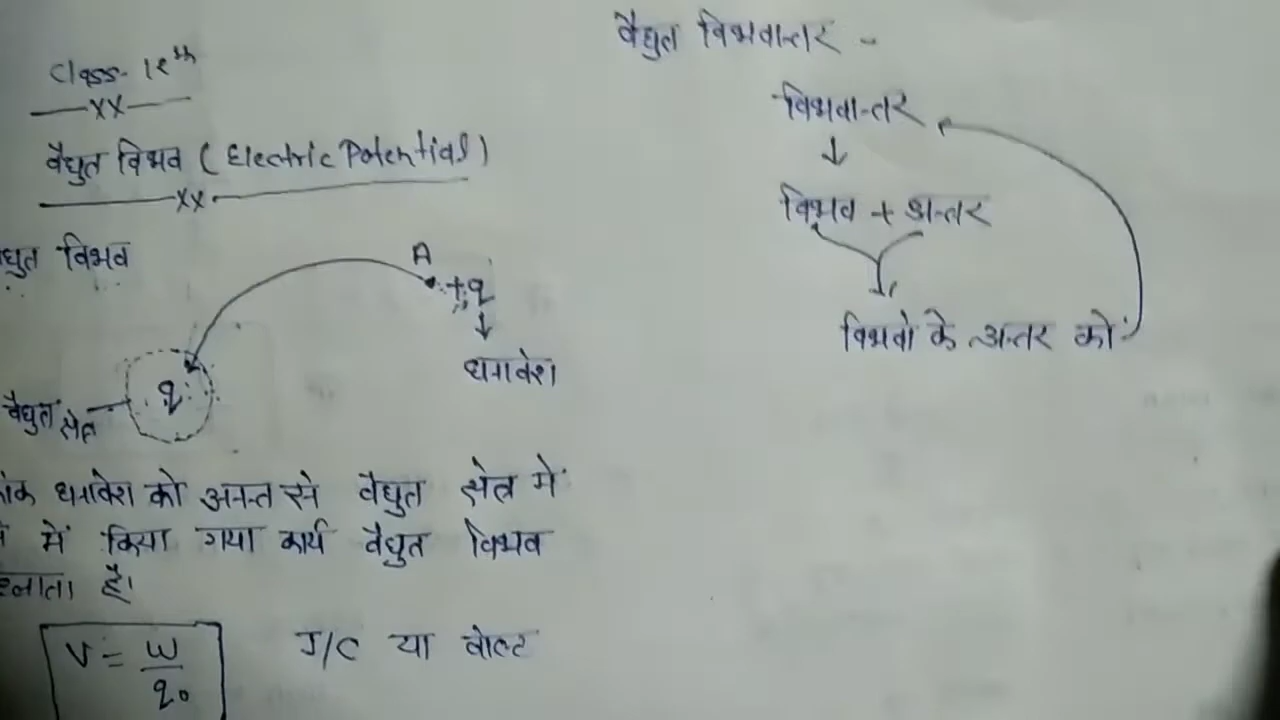 Class- 12th
वैधुत विभव ( Electric Potential )
विभव
A
+q
धनावेश
q
वैधुत क्षेत्र
धनावेश को अनन्त से वैधुत क्षेत्र में
में किया गया कार्य वैधुत विभव
है।
V = W/q₀
J/C या वोल्ट
वैधुत विभवान्तर -
विभवान्तर
↓
विभव + अन्तर
विभवो के अन्तर को